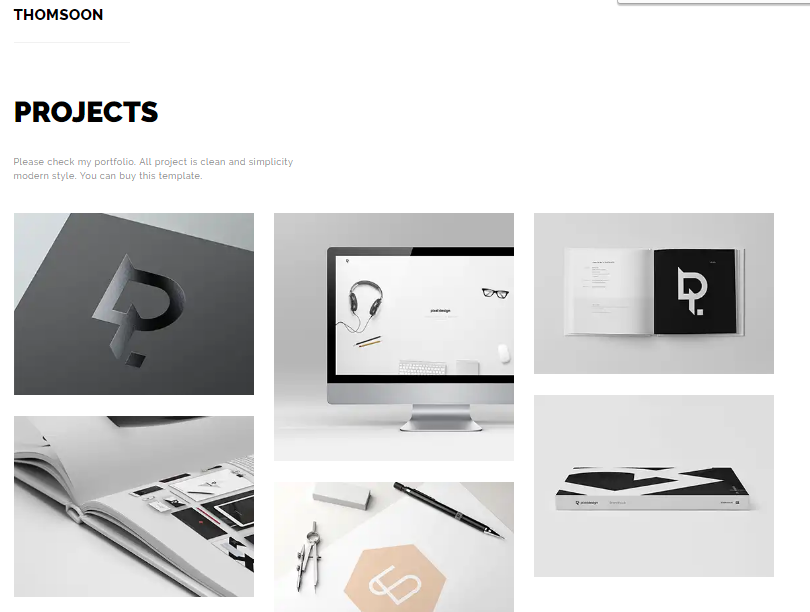 THOMSOON
PROJECTS
Please check my portfolio. All project is clean and simplicity
modern style. You can buy this template.
pixel design